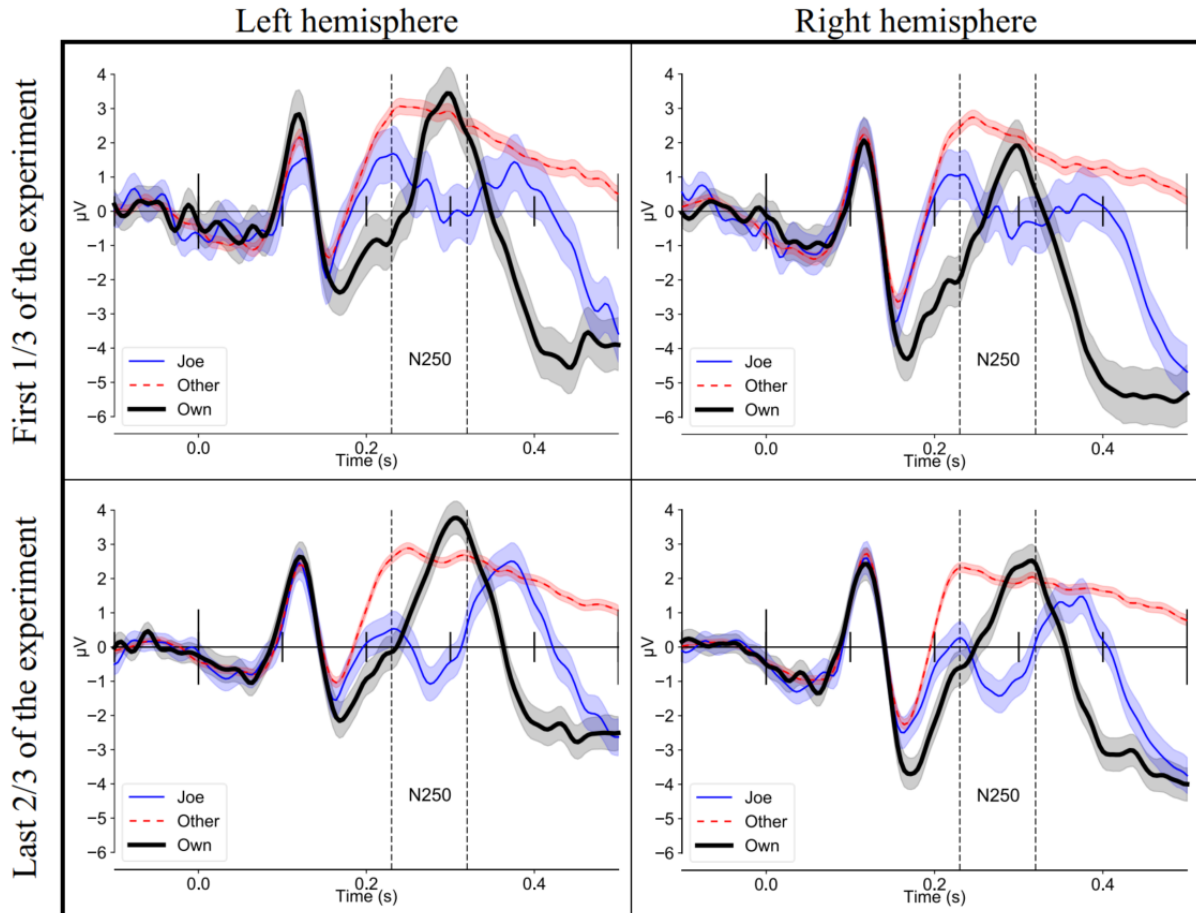 Left hemisphere
Right hemisphere
First 1/3 of the experiment
4
3
2
1
0
-1
-2
-3
-4
-5
-6
µV
N250
Joe
Other
Own
0.0
0.2
0.4
Time (s)
4
3
2
1
0
-1
-2
-3
-4
-5
-6
µV
N250
Joe
Other
Own
0.0
0.2
0.4
Time (s)
Last 2/3 of the experiment
4
3
2
1
0
-1
-2
-3
-4
-5
-6
µV
N250
Joe
Other
Own
0.0
0.2
0.4
Time (s)
4
3
2
1
0
-1
-2
-3
-4
-5
-6
µV
N250
Joe
Other
Own
0.0
0.2
0.4
Time (s)